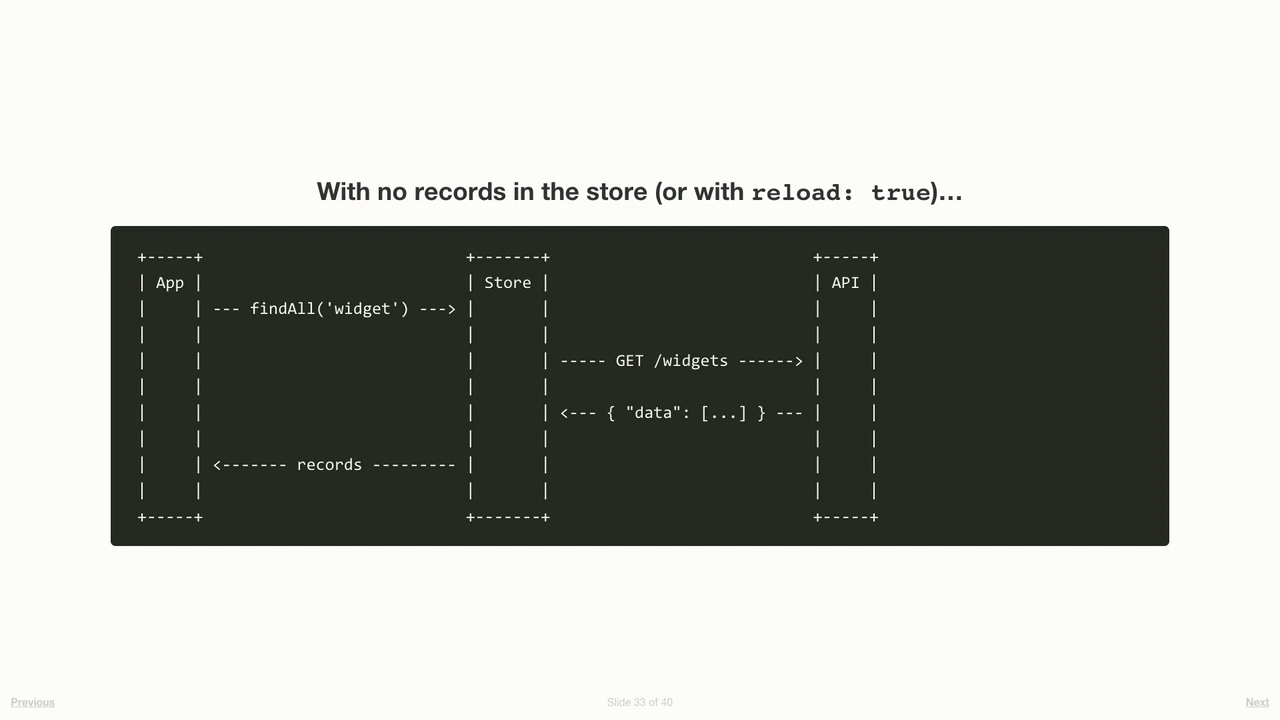 With no records in the store (or with reload: true)…
+-----+                            +-------+                            +-----+
| App |                            | Store |                            | API |
|     | --- findAll('widget') ---> |       |                            |     |
|     |                            |       |                            |     |
|     |                            |       | ----- GET /widgets ------> |     |
|     |                            |       |                            |     |
|     |                            |       | <--- { "data": [...] } --- |     |
|     |                            |       |                            |     |
|     | <------- records --------- |       |                            |     |
|     |                            |       |                            |     |
+-----+                            +-------+                            +-----+
Previous
Slide 33 of 40
Next